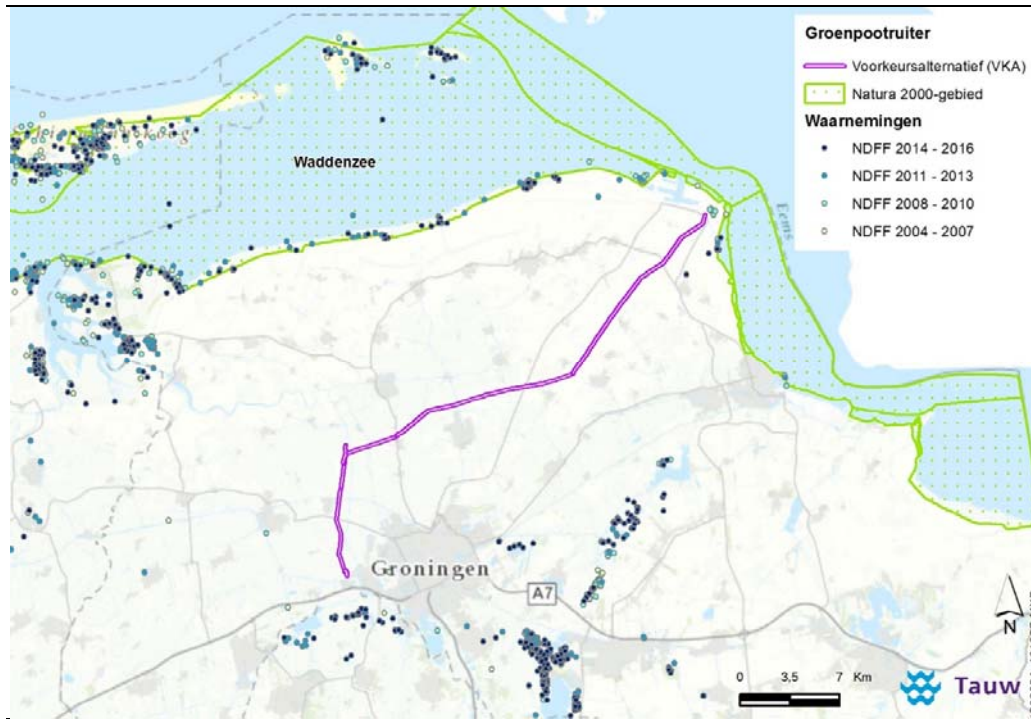 Groenpootruiter
Voorkeursalternatief (VKA)
Natura 2000-gebied
Waarnemingen
NDFF 2014 - 2016
NDFF 2011 - 2013
NDFF 2008 - 2010
NDFF 2004 - 2007
Waddenzee
Eems
Groningen
A7
N
0 3,5 7 Km
Tauw